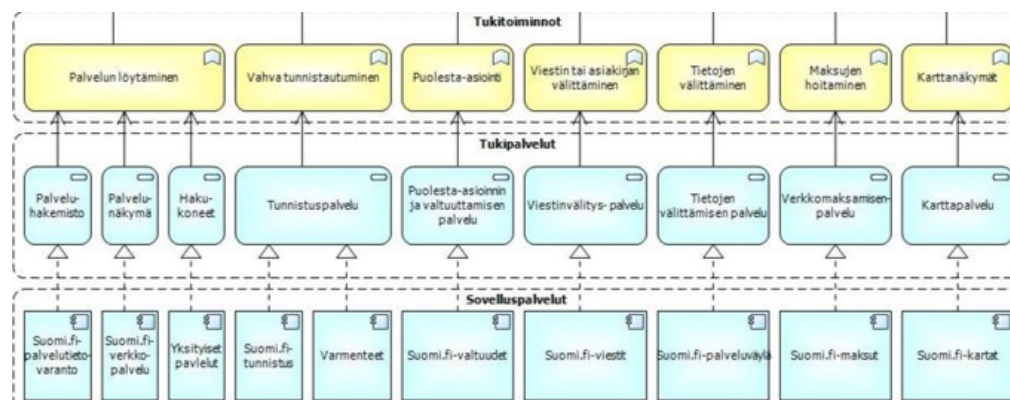 Tukitoiminnot
Palvelun löytäminen
Vahva tunnistautuminen
Puolesta-asiointi
Viestin tai asiakirjan
välittäminen
Tietojen
välittäminen
Maksujen
hoitaminen
Karttanäkymät
Tukipalvelut
Palvelu-
hakemisto
Palvelu-
näkymä
Haku-
koneet
Tunnistuspalvelu
Puolesta-asioinnin
ja valtuuttamisen
palvelu
Viestinvälitys- palvelu
Tietojen
välittämisen palvelu
Verkkomaksamisen-
palvelu
Karttapalvelu
Sovelluspalvelut
Suomi.fi-
palvelutieto-
varanto
Suomi.fi-
verkko-
palvelu
Yksityiset
pavlelut
Suomi.fi-
tunnistus
Varmenteet
Suomi.fi-valtuudet
Suomi.fi-viestit
Suomi.fi-palveluväylä
Suomi.fi-maksut
Suomi.fi-kartat